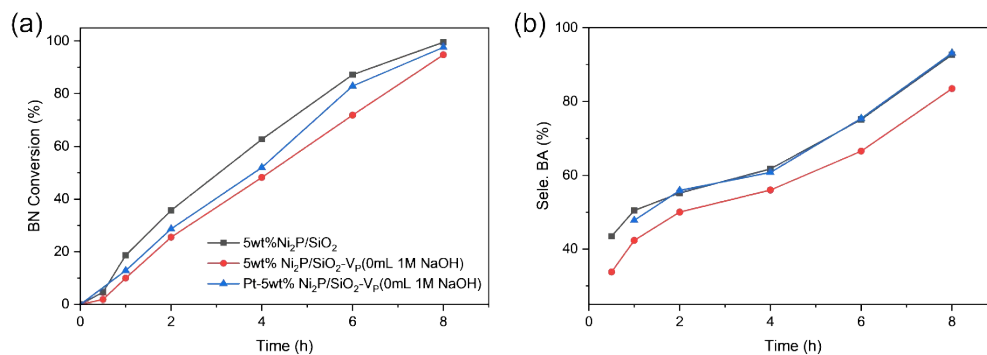 (a)
100
80
60
40
20
0
BN Conversion (%)
5wt%Ni₂P/SiO₂
5wt% Ni₂P/SiO₂-Vₚ(0mL 1M NaOH)
Pt-5wt% Ni₂P/SiO₂-Vₚ(0mL 1M NaOH)
0 2 4 6 8
Time (h)
(b)
100
80
60
40
Sele. BA (%)
0 2 4 6 8
Time (h)